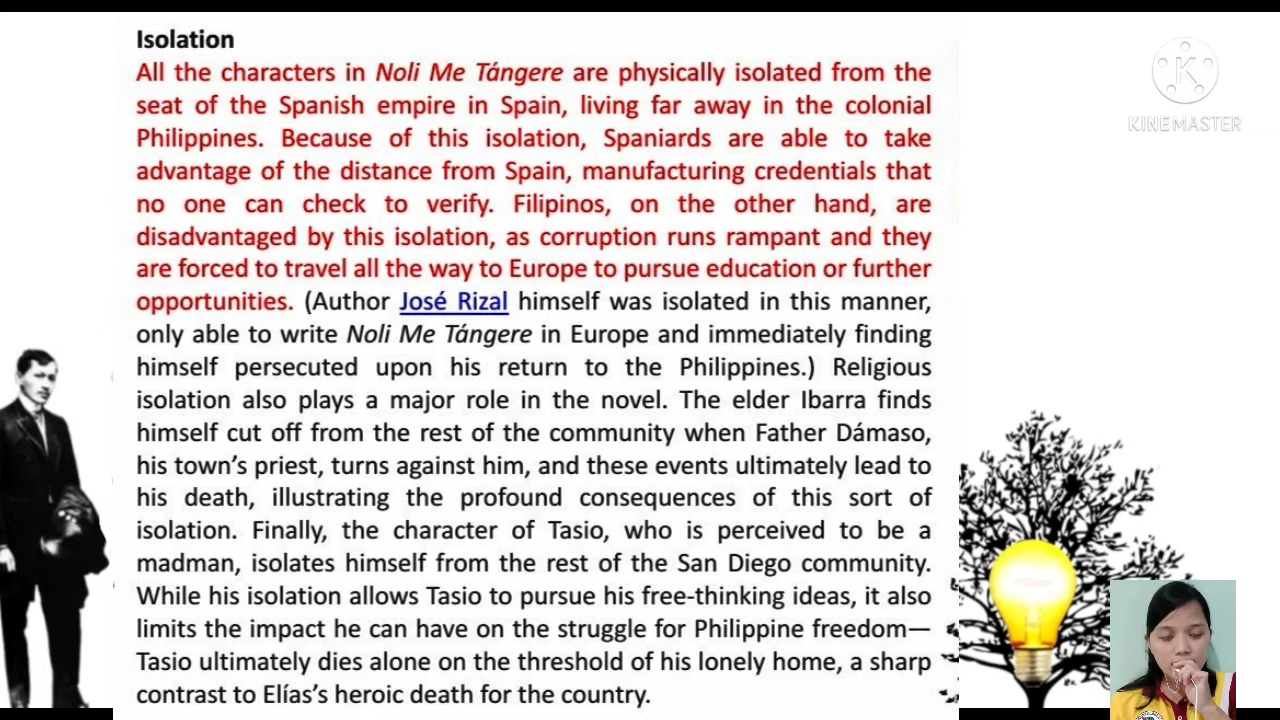 Isolation
All the characters in Noli Me Tángere are physically isolated from the
seat of the Spanish empire in Spain, living far away in the colonial
Philippines. Because of this isolation, Spaniards are able to take
advantage of the distance from Spain, manufacturing credentials that
no one can check to verify. Filipinos, on the other hand, are
disadvantaged by this isolation, as corruption runs rampant and they
are forced to travel all the way to Europe to pursue education or further
opportunities. (Author José Rizal himself was isolated in this manner,
only able to write Noli Me Tángere in Europe and immediately finding
himself persecuted upon his return to the Philippines.) Religious
isolation also plays a major role in the novel. The elder Ibarra finds
himself cut off from the rest of the community when Father Dámaso,
his town's priest, turns against him, and these events ultimately lead to
his death, illustrating the profound consequences of this sort of
isolation. Finally, the character of Tasio, who is perceived to be a
madman, isolates himself from the rest of the San Diego community.
While his isolation allows Tasio to pursue his free-thinking ideas, it also
limits the impact he can have on the struggle for Philippine freedom—
Tasio ultimately dies alone on the threshold of his lonely home, a sharp
contrast to Elías's heroic death for the country.
K
KINEMASTER